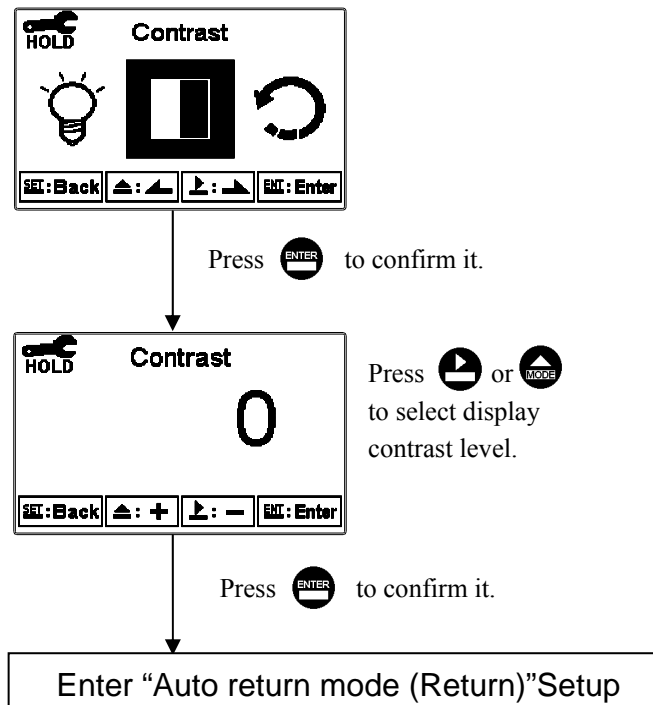 HOLD
Contrast
SET:Back ▲: ENT: Enter
Press ENTER to confirm it.
HOLD
Contrast
0
SET:Back ▲: + : − ENT: Enter
Press or MODE
to select display
contrast level.
Press ENTER to confirm it.
Enter “Auto return mode (Return)”Setup